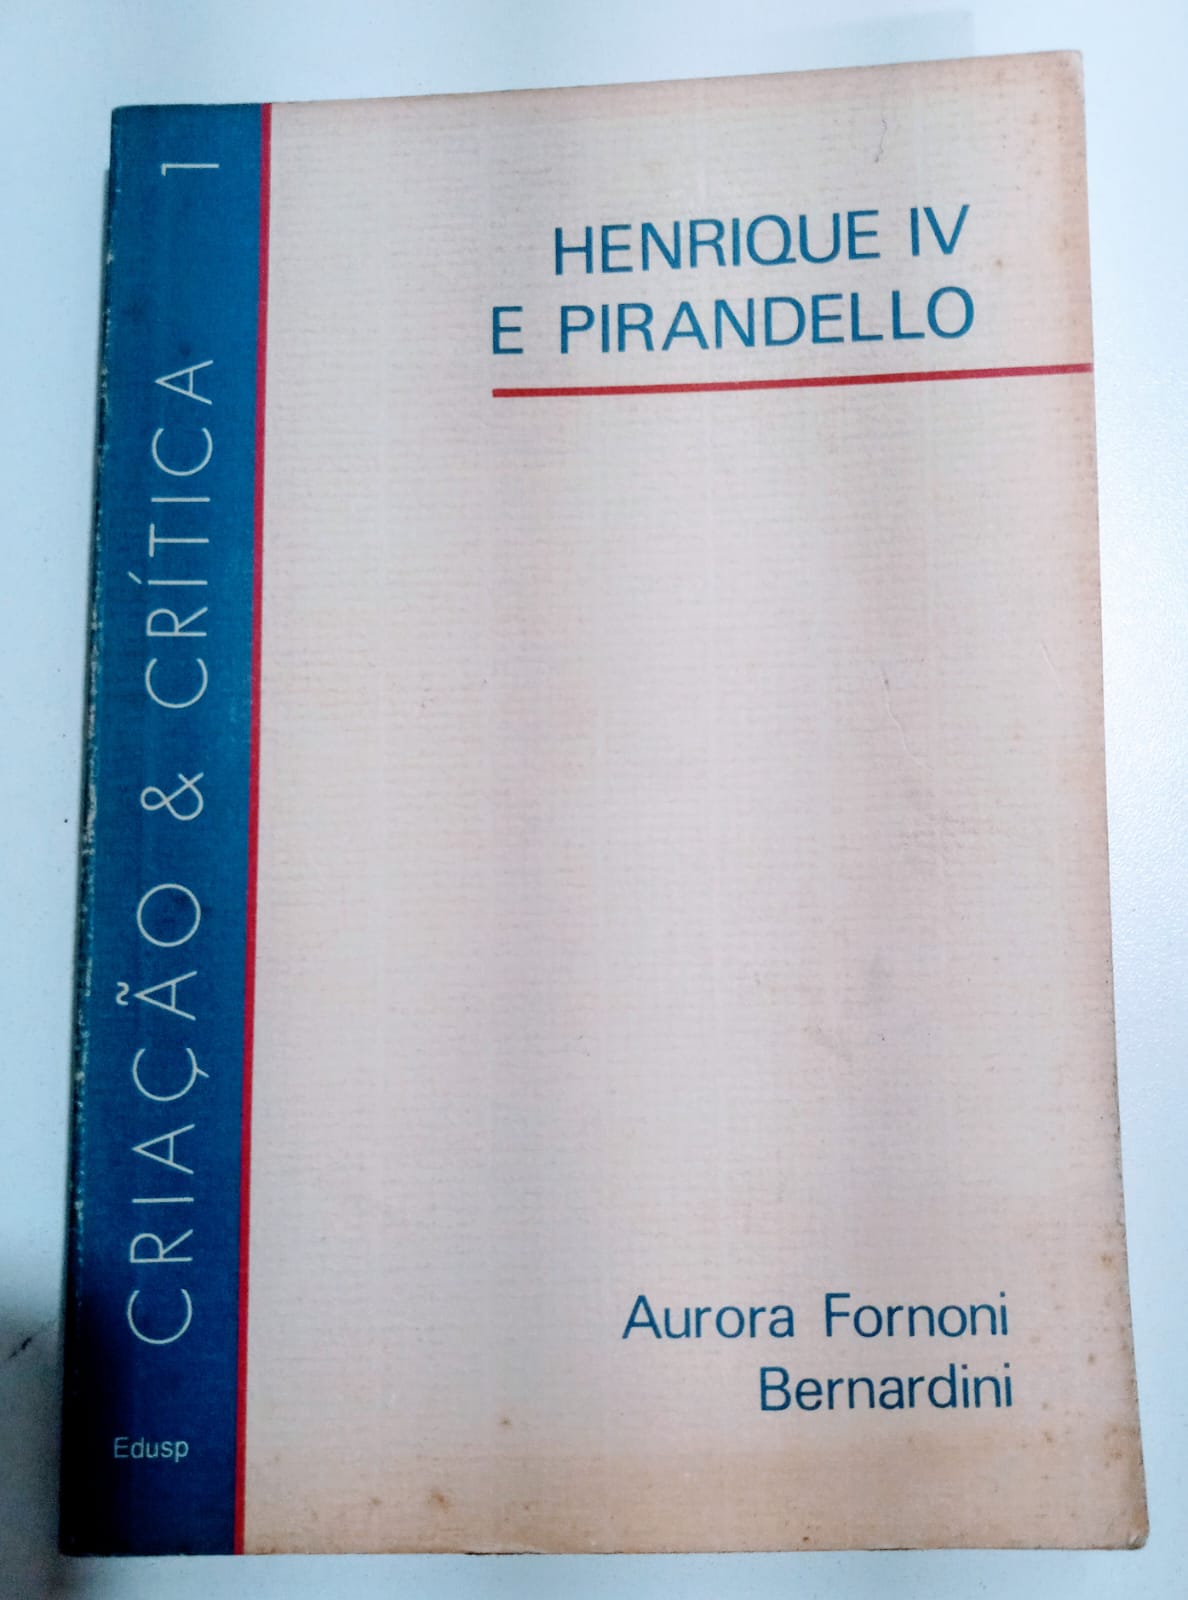 CRIAÇÃO & CRÍTICA 1
HENRIQUE IV
E PIRANDELLO
Aurora Fornoni
Bernardini
Edusp